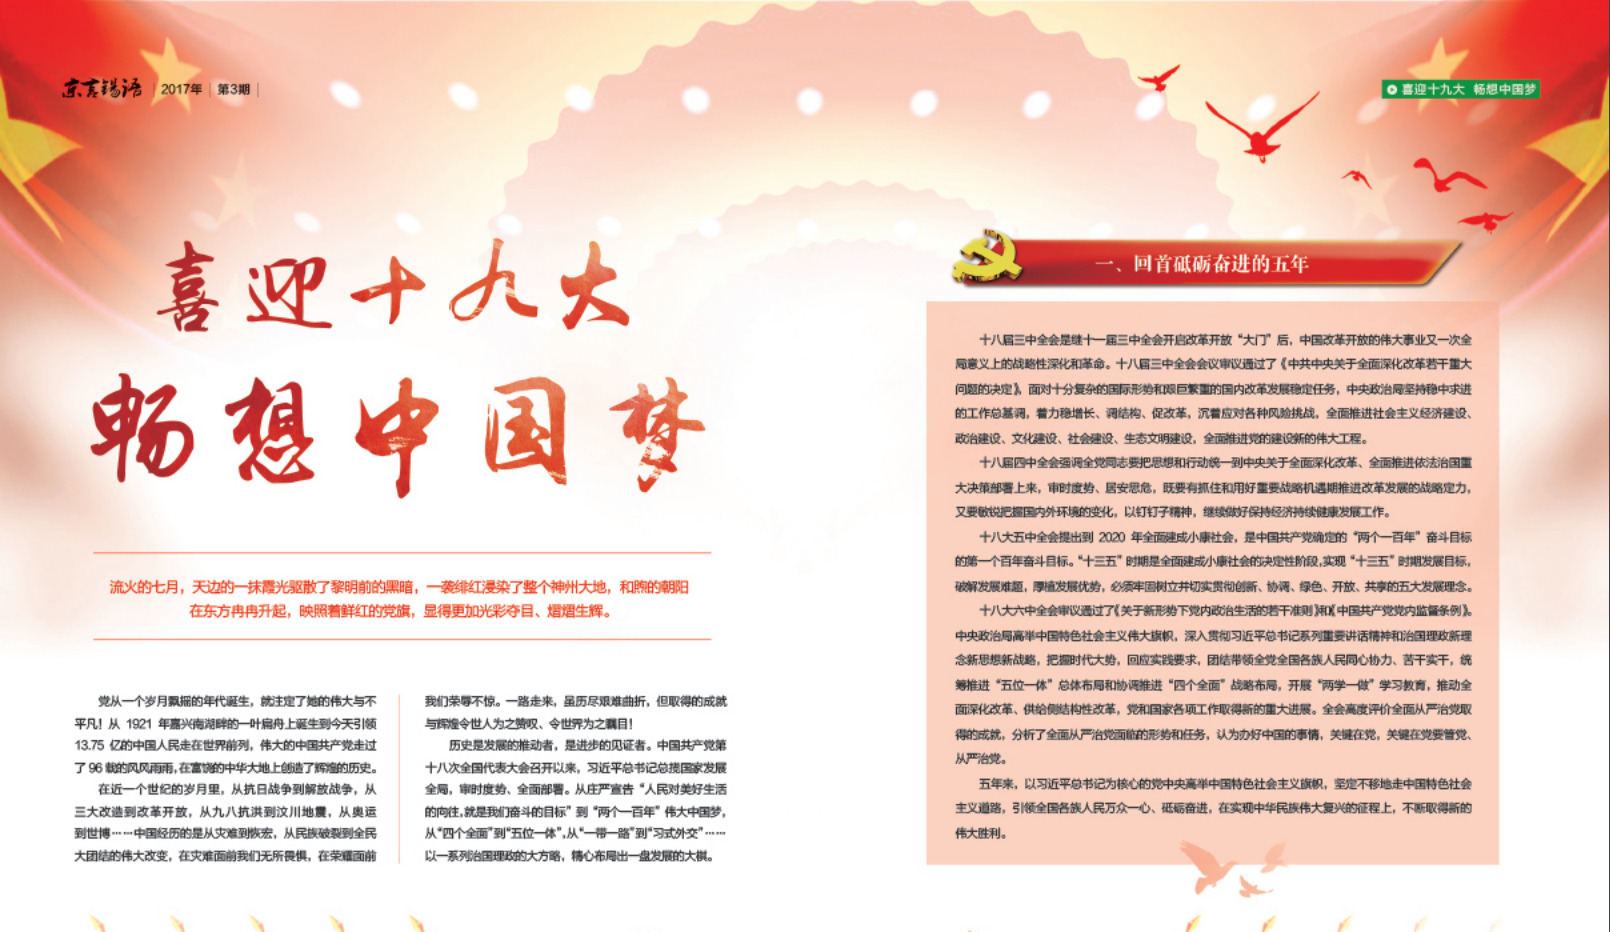 京言锡语 2017年 第3期
喜迎十九大 畅想中国梦
喜迎十九大
畅想中国梦
流火的七月，天边的一抹霞光驱散了黎明前的黑暗，一袭绯红浸染了整个神州大地，和煦的朝阳
在东方冉冉升起，映照着鲜红的党旗，显得更加光彩夺目、熠熠生辉。
党从一个岁月飘摇的年代诞生，就注定了她的伟大与不
平凡！从 1921 年嘉兴南湖畔的一叶扁舟上诞生到今天引领
13.75 亿的中国人民走在世界前列，伟大的中国共产党走过
了 96 载的风风雨雨，在富饶的中华大地上创造了辉煌的历史。
在近一个世纪的岁月里，从抗日战争到解放战争，从
三大改造到改革开放，从九八抗洪到汶川地震，从奥运
到世博……中国经历的是从灾难到恢宏，从民族破裂到全民
大团结的伟大改变，在灾难面前我们无所畏惧，在荣耀面前
我们荣辱不惊。一路走来，虽历尽艰难曲折，但取得的成就
与辉煌令世人为之赞叹、令世界为之瞩目！
历史是发展的推动者，是进步的见证者。中国共产党第
十八次全国代表大会召开以来，习近平总书记总揽国家发展
全局，审时度势、全面部署。从庄严宣告“人民对美好生活
的向往，就是我们奋斗的目标”到“两个一百年”伟大中国梦，
从“四个全面”到“五位一体”，从“一带一路”到“习式外交”……
以一系列治国理政的大方略，精心布局出一盘发展的大棋。
一、回首砥砺奋进的五年
十八届三中全会是继十一届三中全会开启改革开放“大门”后，中国改革开放的伟大事业又一次全
局意义上的战略性深化和革命。十八届三中全会会议审议通过了《中共中央关于全面深化改革若干重大
问题的决定》。面对十分复杂的国际形势和艰巨繁重的国内改革发展稳定任务，中央政治局坚持稳中求进
的工作总基调，着力稳增长、调结构、促改革，沉着应对各种风险挑战，全面推进社会主义经济建设、
政治建设、文化建设、社会建设、生态文明建设，全面推进党的建设新的伟大工程。
十八届四中全会强调全党同志要把思想和行动统一到中央关于全面深化改革、全面推进依法治国重
大决策部署上来，审时度势、居安思危，既要有抓住和用好重要战略机遇期推进改革发展的战略定力，
又要敏锐把握国内外环境的变化，以钉钉子精神，继续做好保持经济持续健康发展工作。
十八大五中全会提出到 2020 年全面建成小康社会，是中国共产党确定的“两个一百年”奋斗目标
的第一个百年奋斗目标。“十三五”时期是全面建成小康社会的决定性阶段，实现“十三五”时期发展目标，
破解发展难题，厚植发展优势，必须牢固树立并切实贯彻创新、协调、绿色、开放、共享的五大发展理念。
十八大六中全会审议通过了《关于新形势下党内政治生活的若干准则》和《中国共产党党内监督条例》。
中央政治局高举中国特色社会主义伟大旗帜，深入贯彻习近平总书记系列重要讲话精神和治国理政新理
念新思想新战略，把握时代大势，回应实践要求，团结带领全党全国各族人民同心协力、苦干实干，统
筹推进“五位一体”总体布局和协调推进“四个全面”战略布局，开展“两学一做”学习教育，推动全
面深化改革、供给侧结构性改革，党和国家各项工作取得新的重大进展。全会高度评价全面从严治党取
得的成就，分析了全面从严治党面临的形势和任务，认为办好中国的事情，关键在党，关键在党要管党、
从严治党。
五年来，以习近平总书记为核心的党中央高举中国特色社会主义旗帜，坚定不移地走中国特色社会
主义道路，引领全国各族人民万众一心、砥砺奋进，在实现中华民族伟大复兴的征程上，不断取得新的
伟大胜利。